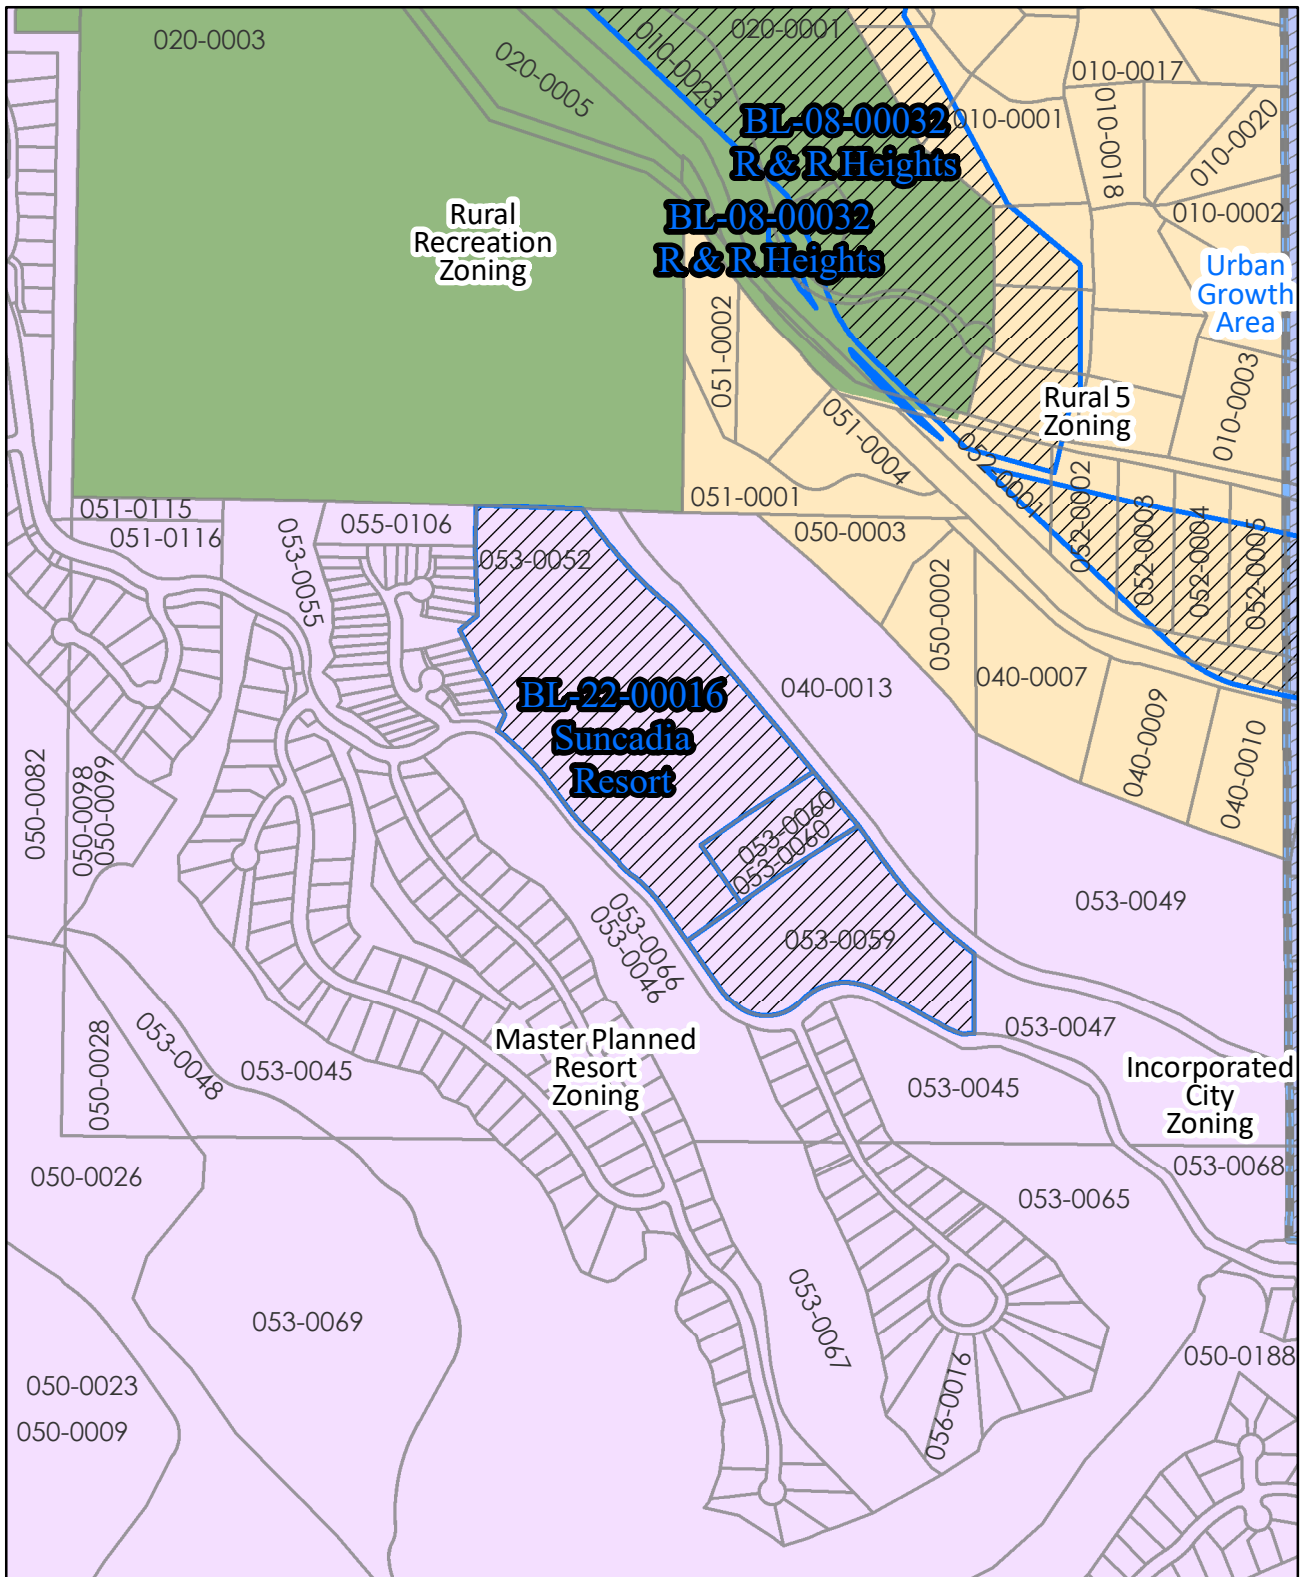 020-0003
020-0005
010-0023
020-0001
010-0017
010-0001
010-0018
010-0020
010-0002
BL-08-00032
R & R Heights
BL-08-00032
R & R Heights
Rural
Recreation
Zoning
Urban
Growth
Area
051-0002
010-0003
Rural 5
Zoning
051-0004
052-0001
052-0002
052-0003
052-0004
052-0005
051-0001
051-0115
051-0116
053-0055
055-0106
053-0052
050-0003
050-0002
040-0013
040-0007
040-0009
040-0010
BL-22-00016
Suncadia
Resort
050-0082
050-0098
050-0099
053-0060
053-0060
053-0066
053-0046
053-0059
053-0049
053-0047
050-0028
053-0048
053-0045
Master Planned
Resort
Zoning
053-0045
Incorporated
City
Zoning
050-0026
053-0068
053-0065
053-0069
053-0067
050-0023
050-0009
056-0016
050-0188